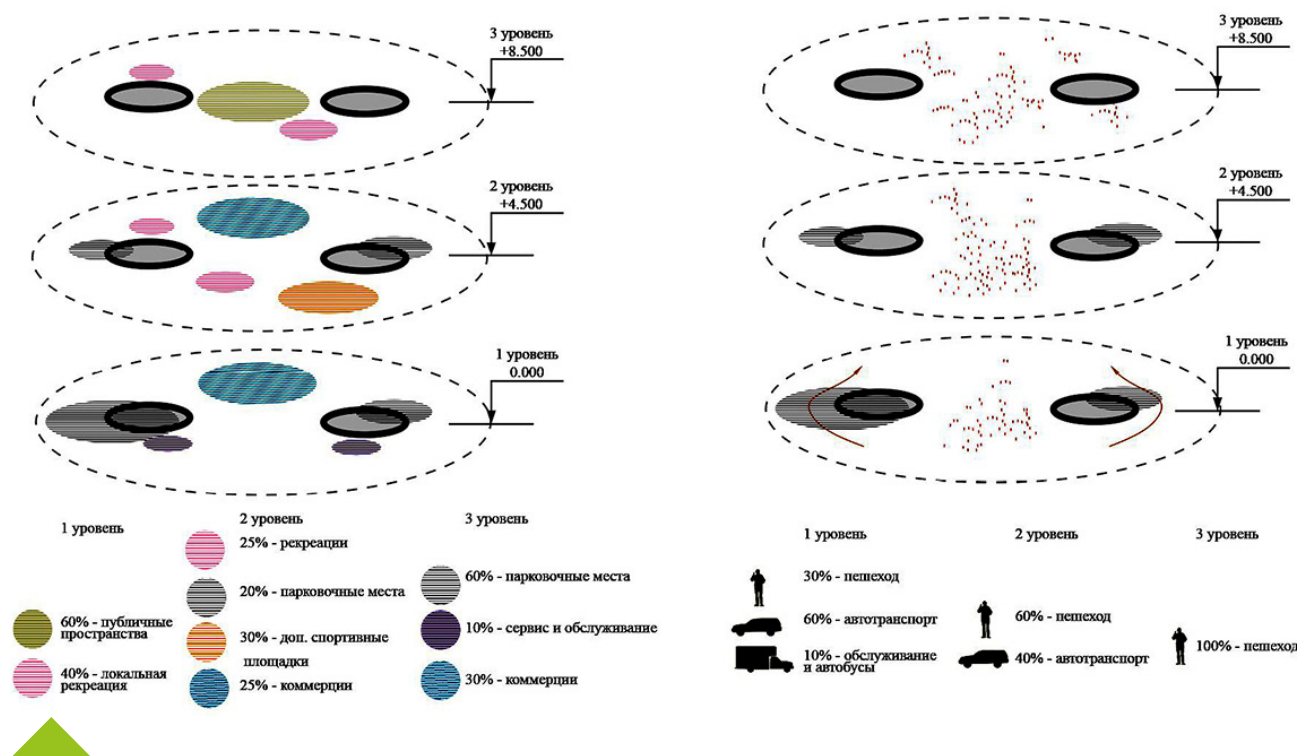 3 уровень
+8.500
2 уровень
+4.500
1 уровень
0.000
1 уровень
60% - публичные
пространства
40% - локальная
рекреация
2 уровень
25% - рекреации
20% - парковочные места
30% - доп. спортивные
площадки
25% - коммерции
3 уровень
60% - парковочные места
10% - сервис и обслуживание
30% - коммерции
3 уровень
+8.500
2 уровень
+4.500
1 уровень
0.000
1 уровень
30% - пешеход
60% - автотранспорт
10% - обслуживание
и автобусы
2 уровень
60% - пешеход
40% - автотранспорт
3 уровень
100% - пешеход